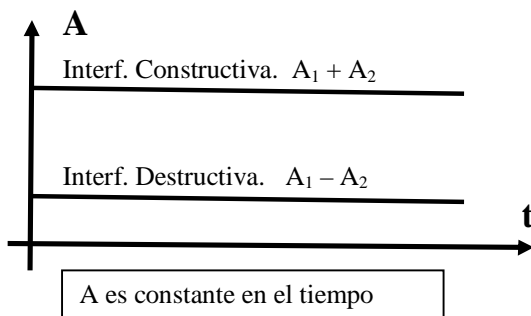 A
Interf. Constructiva. A₁ + A₂
Interf. Destructiva. A₁ – A₂
t
A es constante en el tiempo